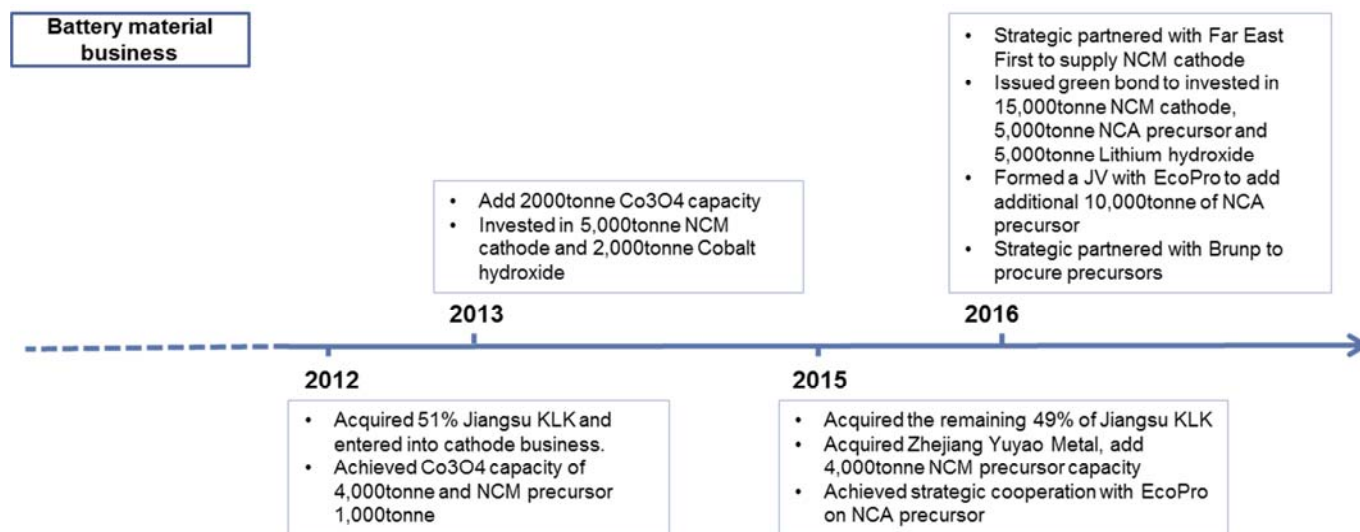 Battery material
business
• Strategic partnered with Far East
First to supply NCM cathode
• Issued green bond to invested in
15,000tonne NCM cathode,
5,000tonne NCA precursor and
5,000tonne Lithium hydroxide
• Formed a JV with EcoPro to add
additional 10,000tonne of NCA
precursor
• Strategic partnered with Brunp to
procure precursors
• Add 2000tonne Co3O4 capacity
• Invested in 5,000tonne NCM
cathode and 2,000tonne Cobalt
hydroxide
2013
2016
2012
2015
• Acquired 51% Jiangsu KLK and
entered into cathode business.
• Achieved Co3O4 capacity of
4,000tonne and NCM precursor
1,000tonne
• Acquired the remaining 49% of Jiangsu KLK
• Acquired Zhejiang Yuyao Metal, add
4,000tonne NCM precursor capacity
• Achieved strategic cooperation with EcoPro
on NCA precursor